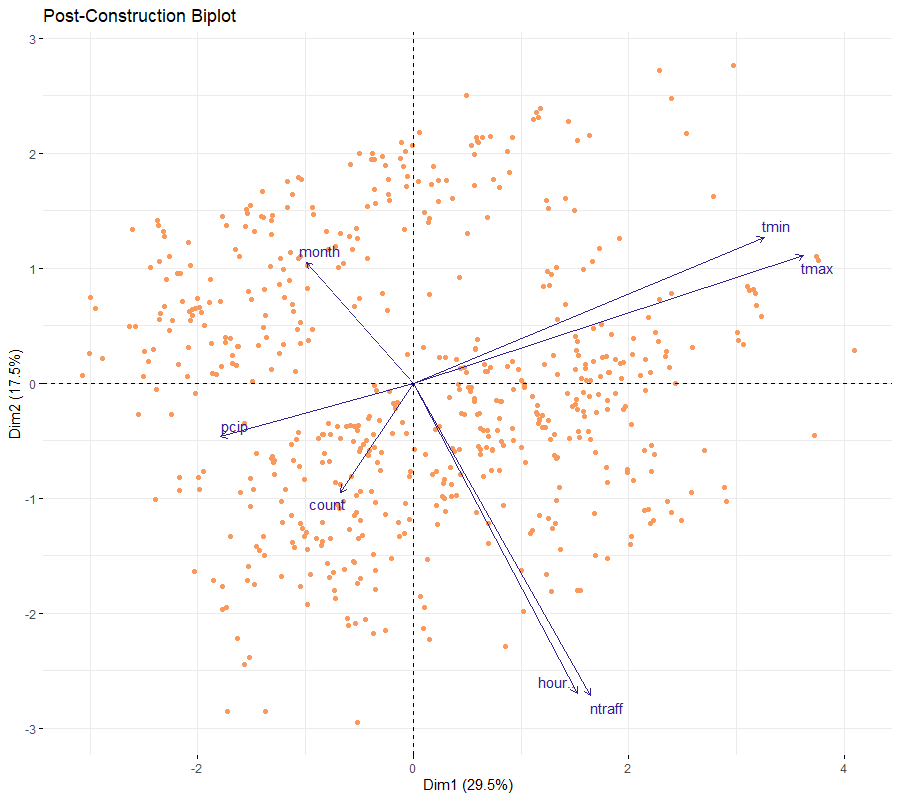 Post-Construction Biplot
3
2
1
0
-1
-2
-3
Dim2 (17.5%)
month
tmin
tmax
pcip
count
hour
ntraff
-2
0
2
4
Dim1 (29.5%)